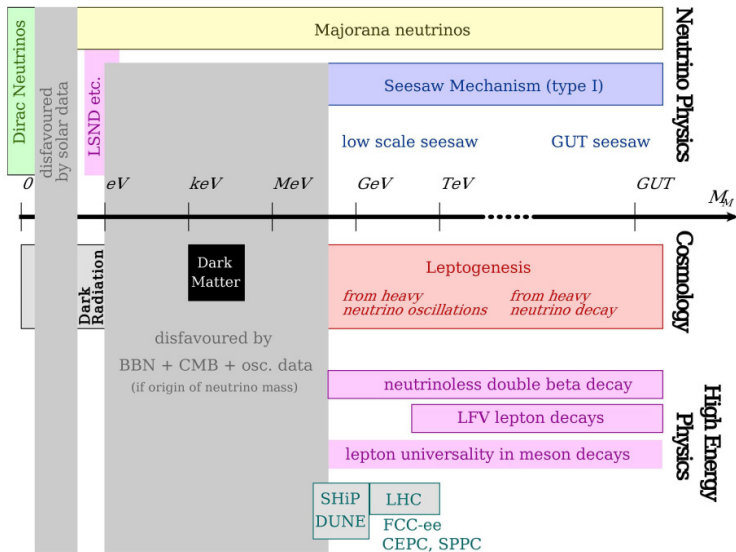 Majorana neutrinos
Dirac Neutrinos
disfavoured
by solar data
LSND etc.
Seesaw Mechanism (type I)
low scale seesaw
GUT seesaw
Neutrino Physics
0
eV
keV
MeV
GeV
TeV
GUT
M_M
Dark
Radiation
Dark
Matter
Leptogenesis
from heavy
neutrino oscillations
from heavy
neutrino decay
Cosmology
disfavoured by
BBN + CMB + osc. data
(if origin of neutrino mass)
neutrinoless double beta decay
LFV lepton decays
lepton universality in meson decays
High Energy
Physics
SHiP
DUNE
LHC
FCC-ee
CEPC, SPPC